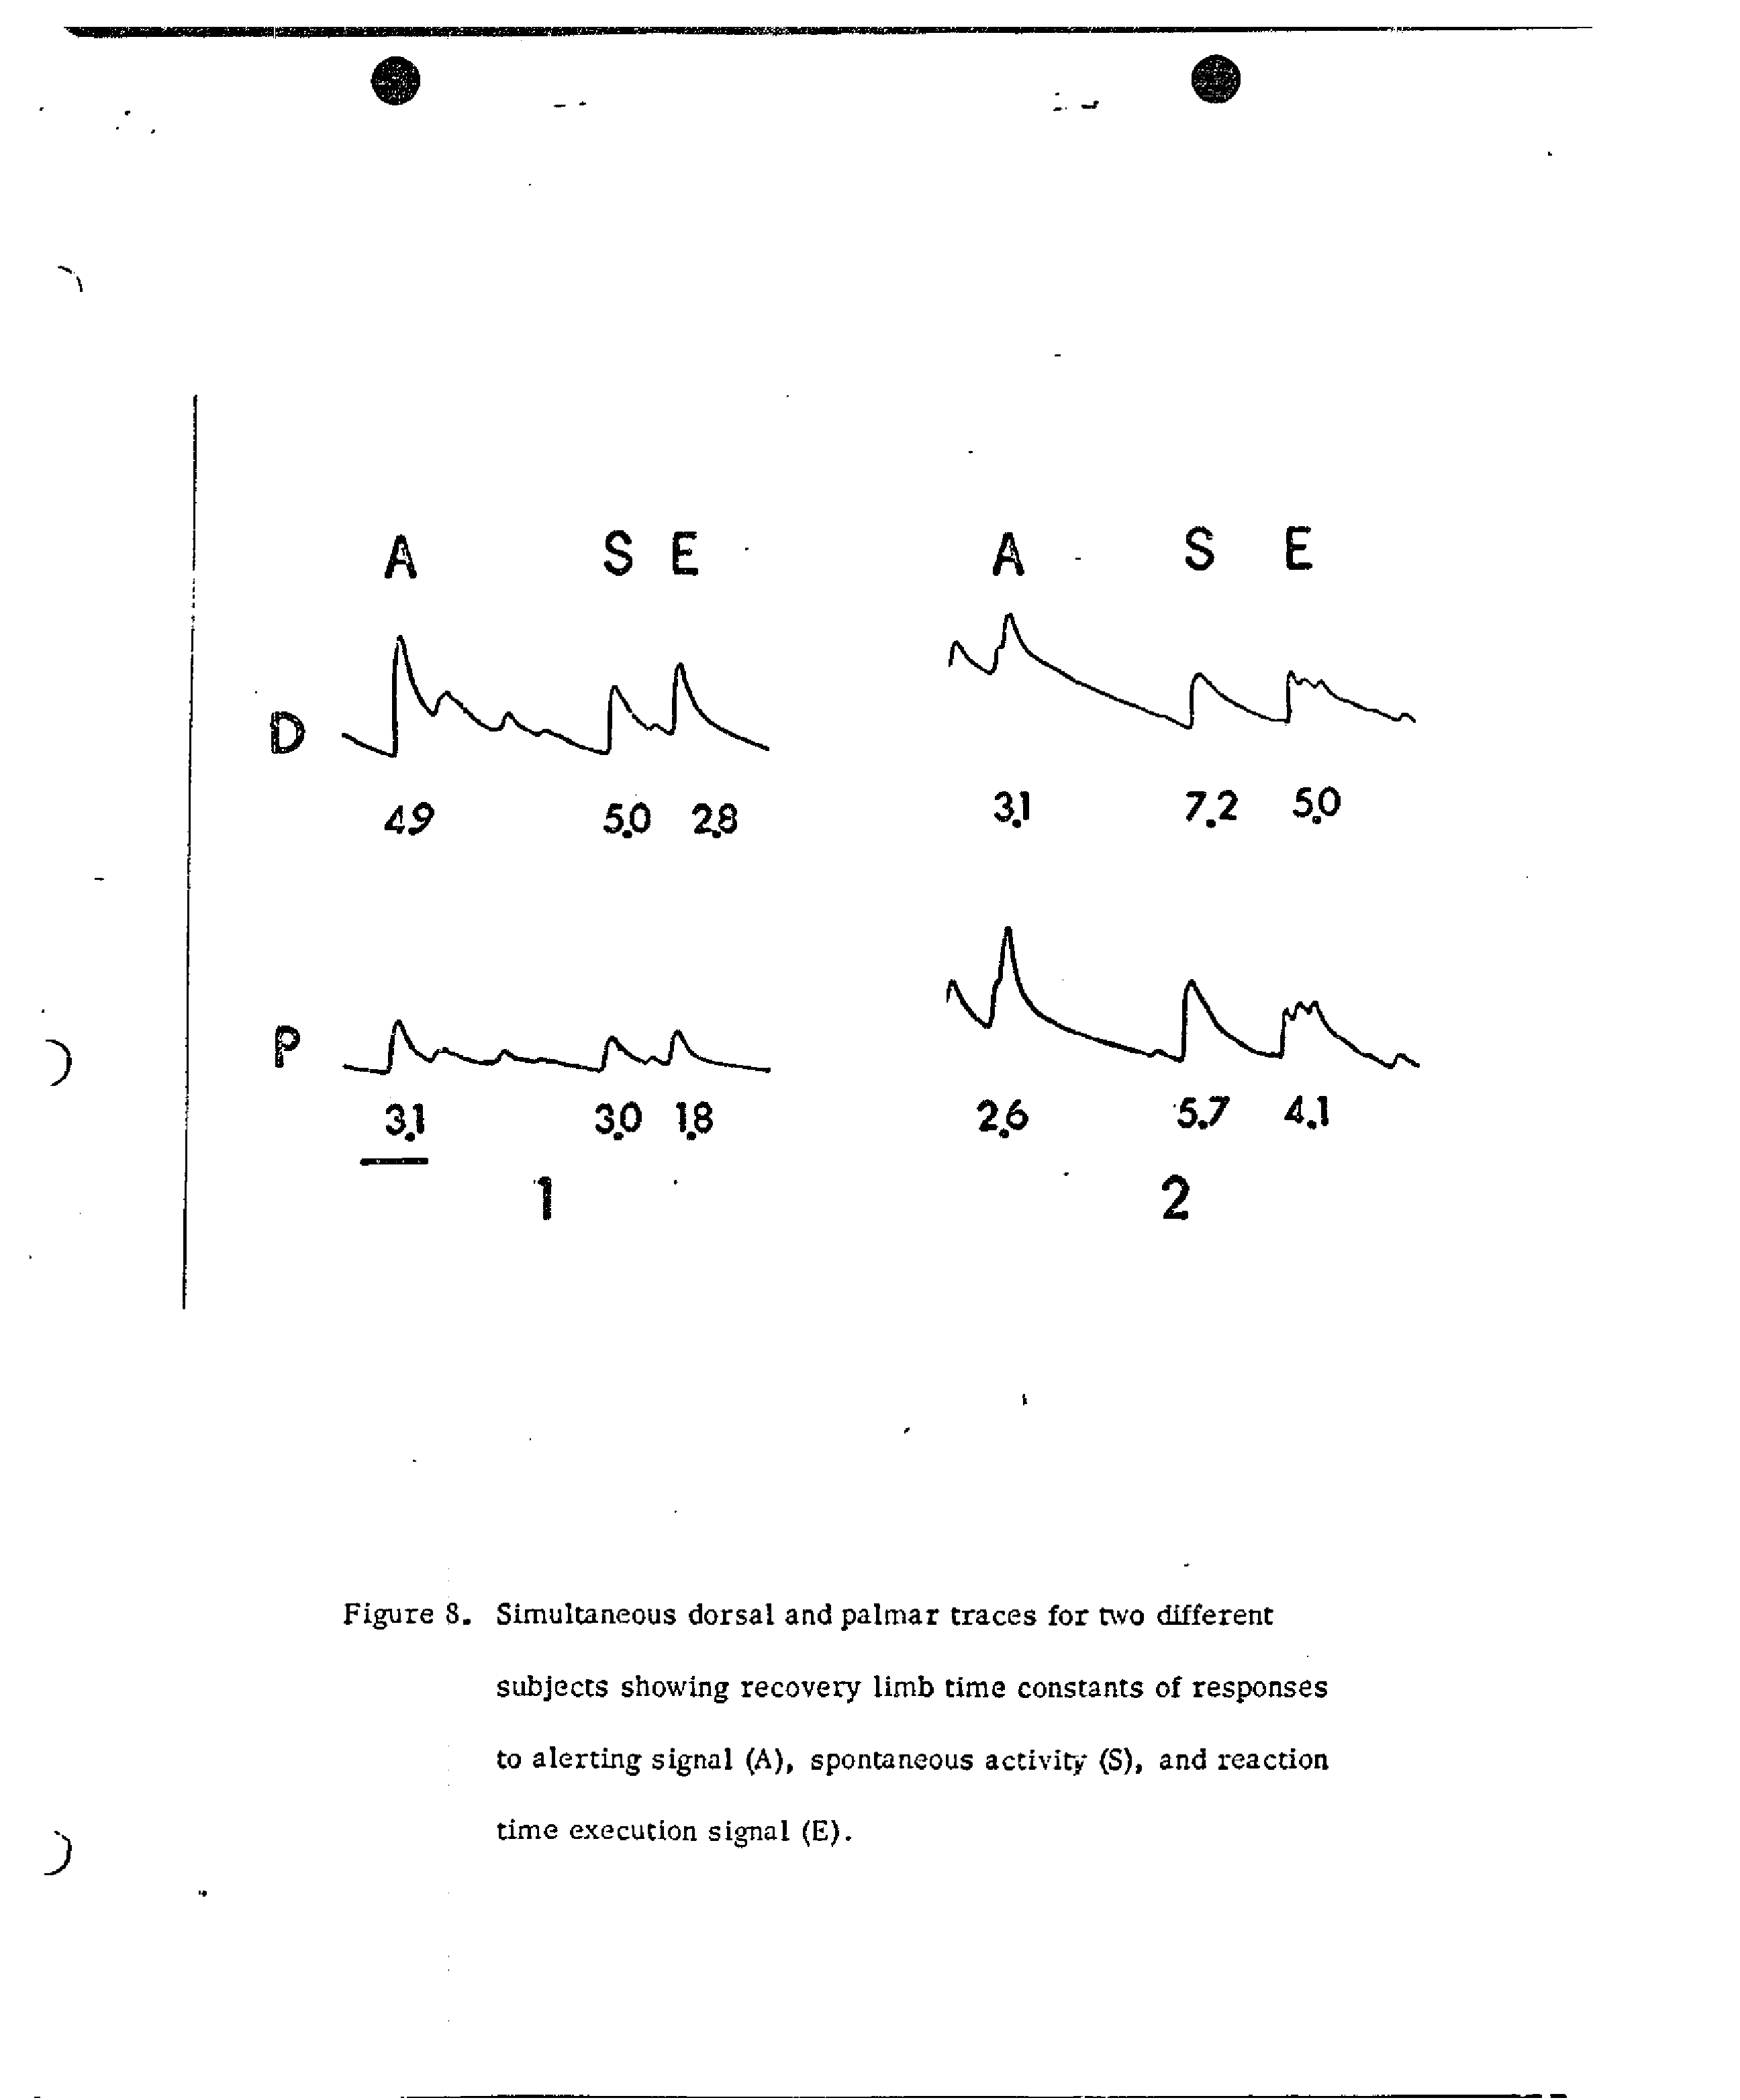 A S E A S E
D
4.9 5.0 2.8 3.1 7.2 5.0
P
3.1 3.0 1.8 2.6 5.7 4.1
1 2
Figure 8. Simultaneous dorsal and palmar traces for two different
subjects showing recovery limb time constants of responses
to alerting signal (A), spontaneous activity (S), and reaction
time execution signal (E).